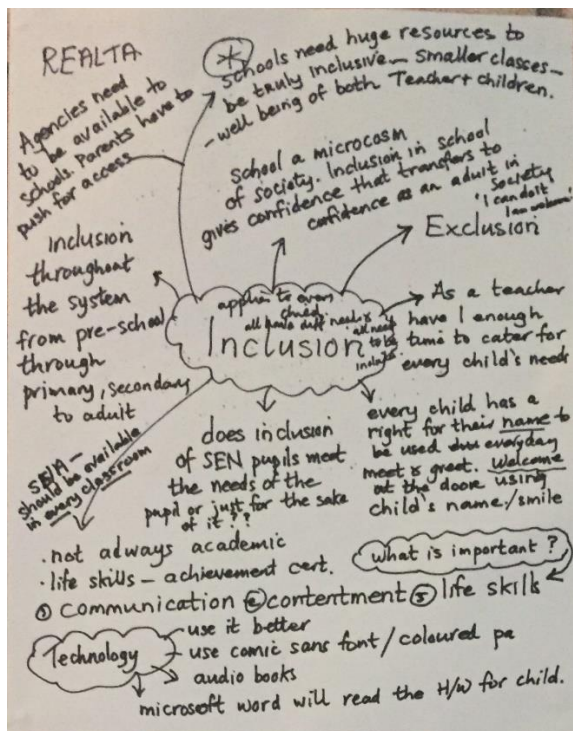 REALTA
*
Schools need huge resources to
be truly inclusive – smaller classes –
– well being of both Teacher + children.
Agencies need
to be available to
schools. Parents have to
push for access
School a microcosm
of society. Inclusion in school
gives confidence that transfers to
confidence as an adult in
society
'I can do it
Exclusion
Inclusion
throughout
the system
from pre-school
through
primary, secondary
to adult
child
all have diff needs &
all need
to be
Inclusion
As a teacher
have I enough
time to cater for
every child's needs
does inclusion
of SEN pupils meet
the needs of the
pupil or just for the sake
of it??
every child has a
right for their name to
be used everyday
meet & greet. Welcome
at the door using
child's name/smile
should be available
in every classroom
. not always academic
. life skills – achievement cert.
What is important?
① communication ② contentment ③ life skills
Technology
use it better
use comic sans font/coloured pa
audio books
microsoft word will read the H/W for child.